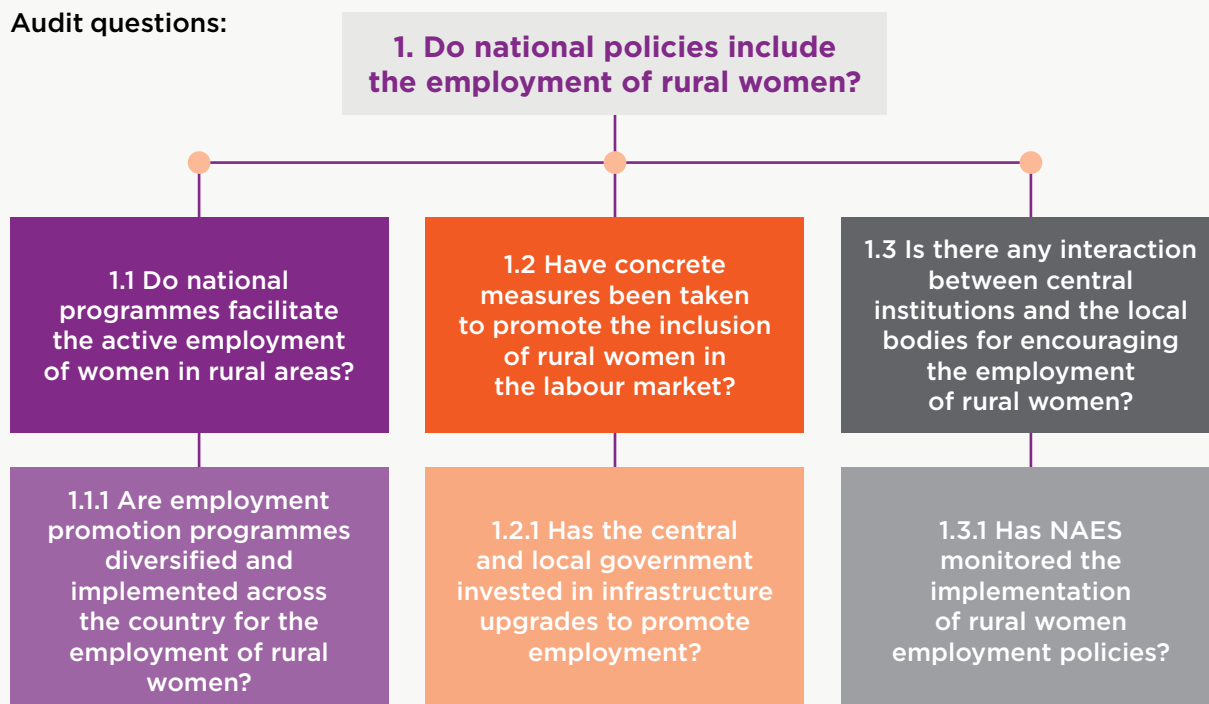 Audit questions:
1. Do national policies include
the employment of rural women?
1.1 Do national
programmes facilitate
the active employment
of women in rural areas?
1.2 Have concrete
measures been taken
to promote the inclusion
of rural women in
the labour market?
1.3 Is there any interaction
between central
institutions and the local
bodies for encouraging
the employment
of rural women?
1.1.1 Are employment
promotion programmes
diversified and
implemented across
the country for the
employment of rural
women?
1.2.1 Has the central
and local government
invested in infrastructure
upgrades to promote
employment?
1.3.1 Has NAES
monitored the
implementation
of rural women
employment policies?